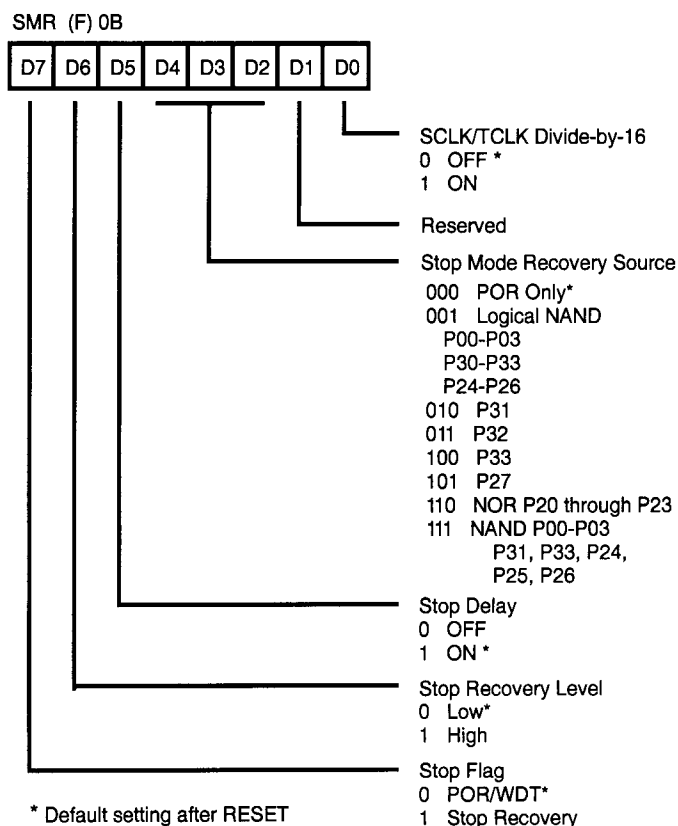 SMR (F) 0B
D7 D6 D5 D4 D3 D2 D1 D0
SCLK/TCLK Divide-by-16
0 OFF *
1 ON
Reserved
Stop Mode Recovery Source
000 POR Only*
001 Logical NAND
P00-P03
P30-P33
P24-P26
010 P31
011 P32
100 P33
101 P27
110 NOR P20 through P23
111 NAND P00-P03
P31, P33, P24,
P25, P26
Stop Delay
0 OFF
1 ON *
Stop Recovery Level
0 Low*
1 High
Stop Flag
0 POR/WDT*
1 Stop Recovery
* Default setting after RESET